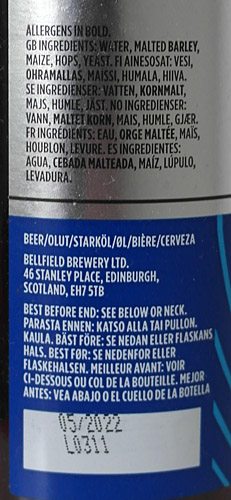 ALLERGENS IN BOLD.
GB INGREDIENTS: WATER, MALTED BARLEY,
MAIZE, HOPS, YEAST. FI AINESOSAT: VESI,
OHRAMALLAS, MAISSI, HUMALA, HIIVA.
SE INGREDIENSER: VATTEN, KORNMALT,
MAJS, HUMLE, JÄST. NO INGREDIENSER:
VANN, MALTET KORN, MAIS, HUMLE, GJÆR.
FR INGRÉDIENTS: EAU, ORGE MALTÉE, MAÏS,
HOUBLON, LEVURE. ES INGREDIENTES:
AGUA, CEBADA MALTEADA, MAÍZ, LÚPULO,
LEVADURA.
BEER/OLUT/STARKÖL/ØL/BIÈRE/CERVEZA
BELLFIELD BREWERY LTD.
46 STANLEY PLACE, EDINBURGH,
SCOTLAND, EH7 5TB
BEST BEFORE END: SEE BELOW OR NECK.
PARASTA ENNEN: KATSO ALLA TAI PULLON
KAULA. BÄST FÖRE: SE NEDAN ELLER FLASKANS
HALS. BEST FØR: SE NEDENFOR ELLER
FLASKEHALSEN. MEILLEUR AVANT: VOIR
CI-DESSOUS OU COL DE LA BOUTEILLE. MEJOR
ANTES: VEA ABAJO O EL CUELLO DE LA BOTELLA
05/2022
L0311